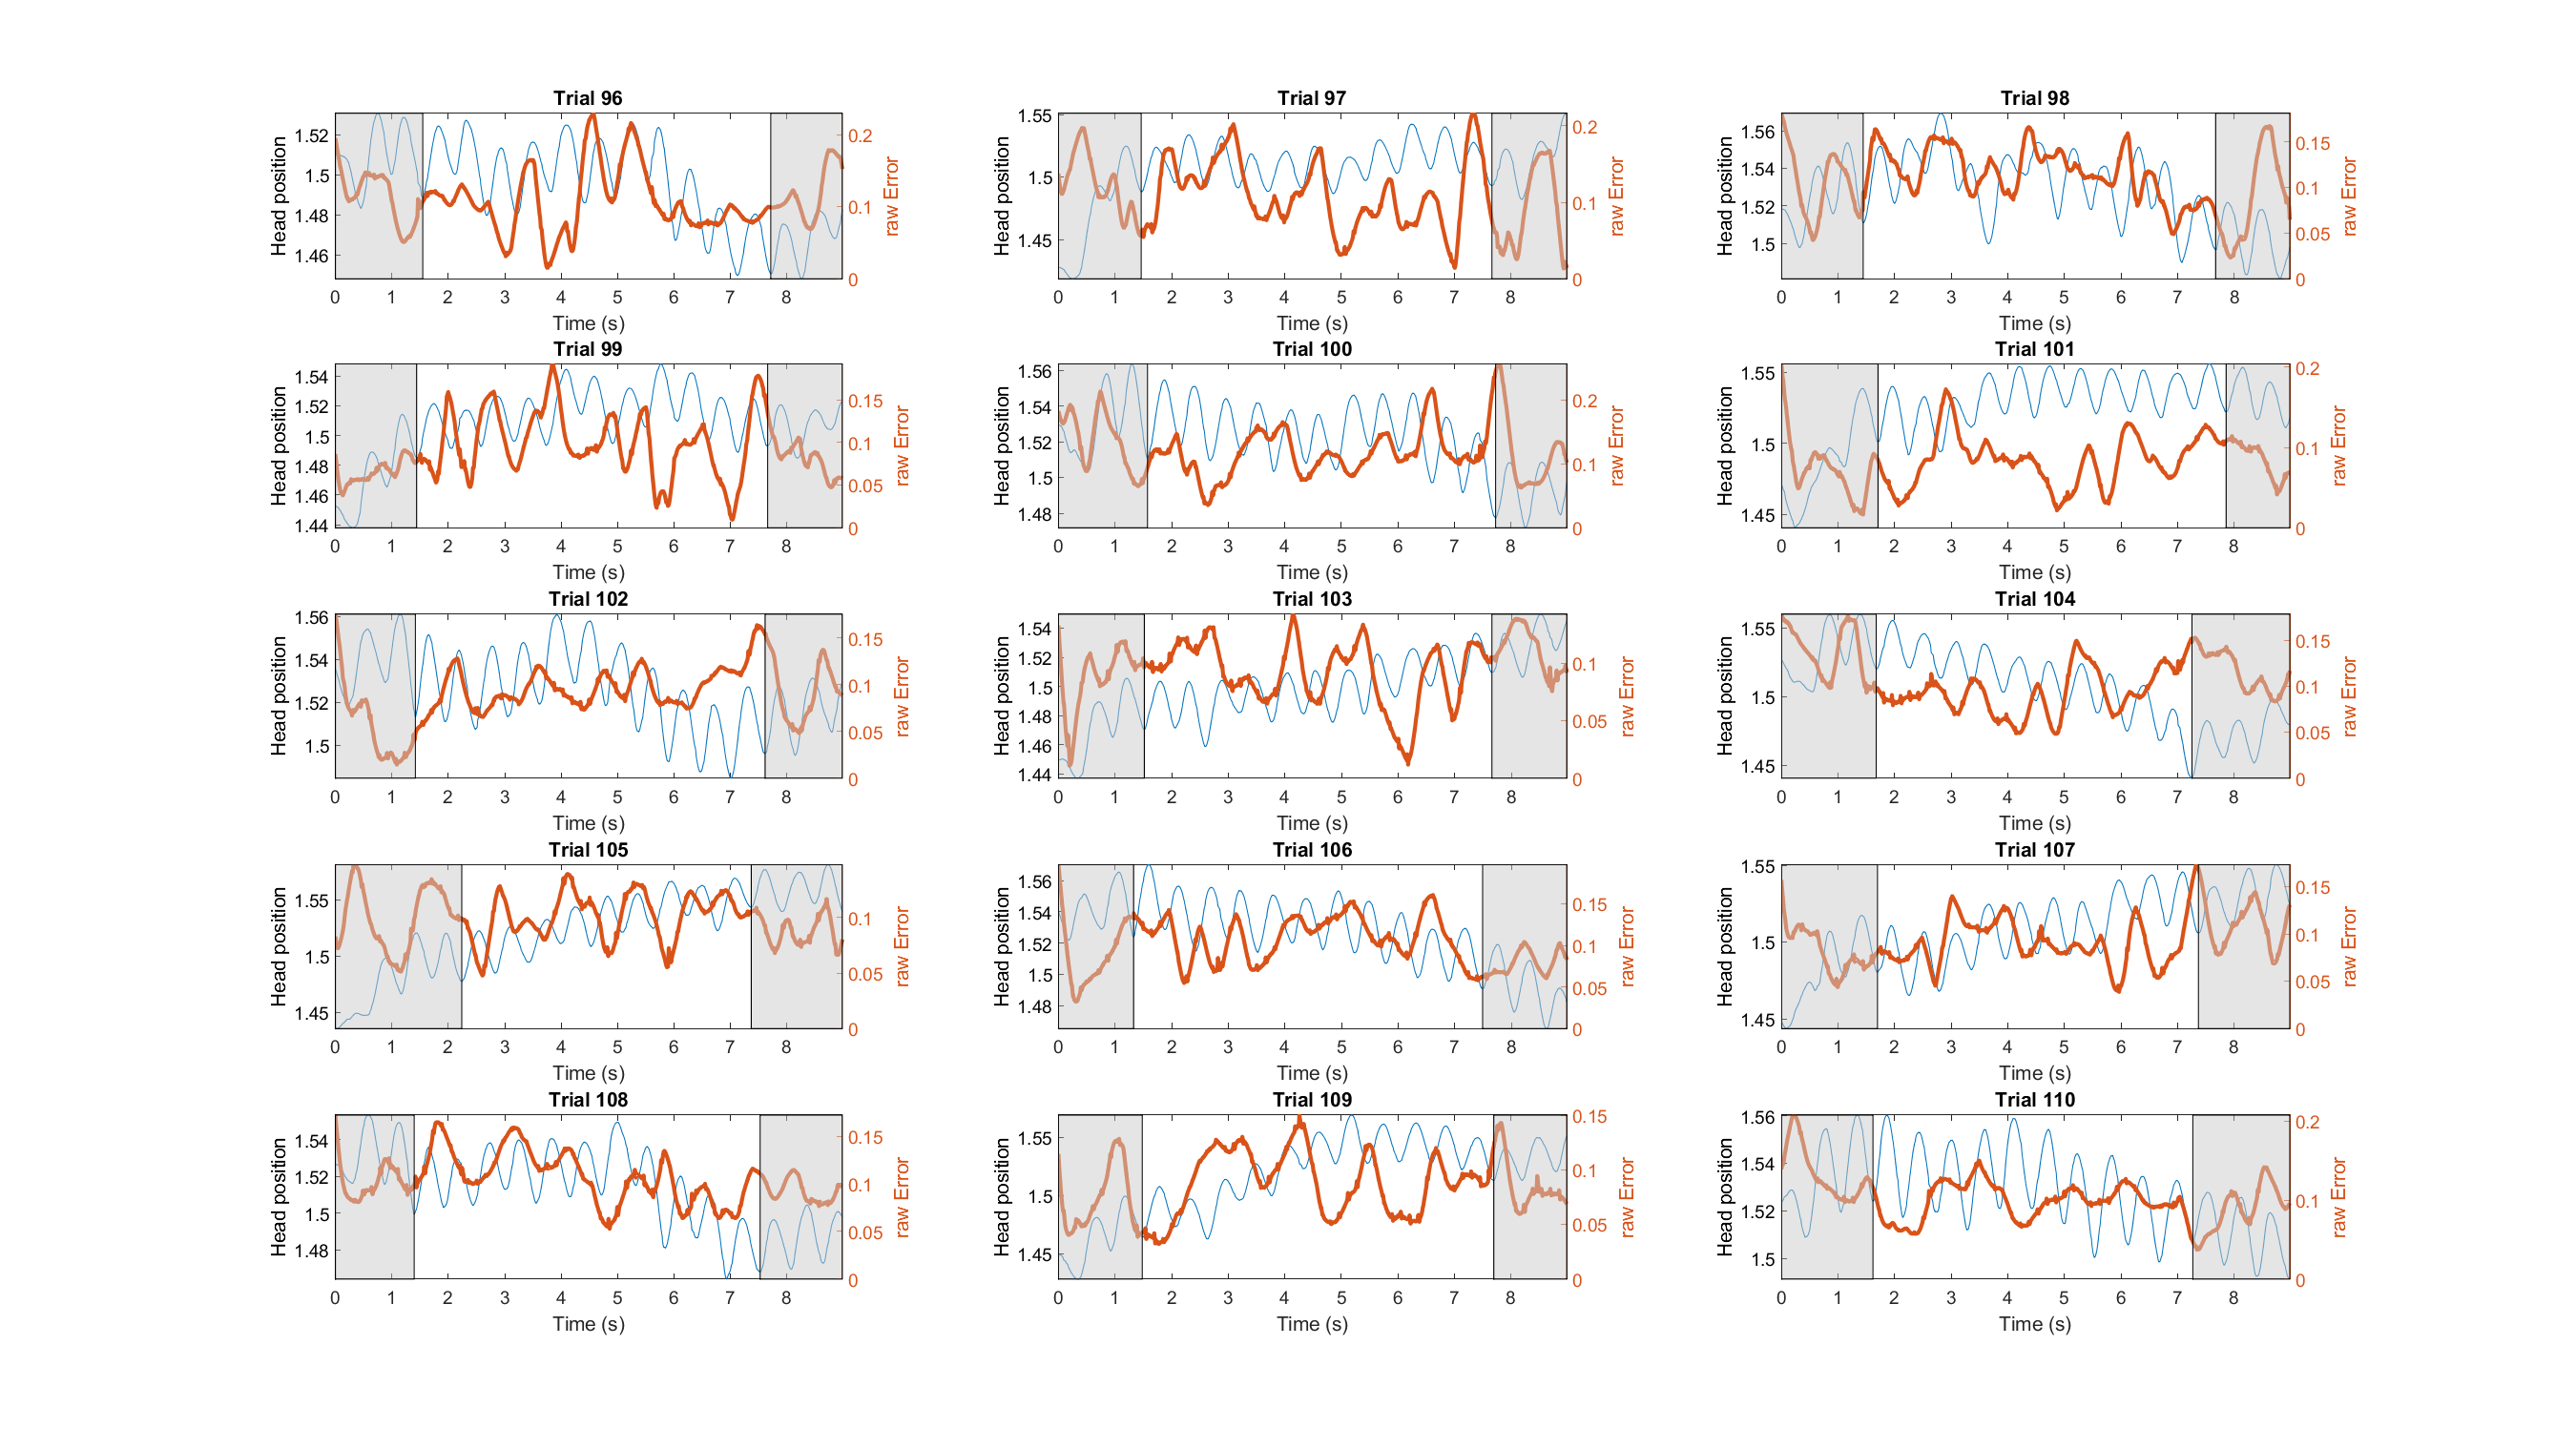 Trial 96
Head position
1.52
1.5
1.48
1.46
0.2
0.1
0
raw Error
0 1 2 3 4 5 6 7 8
Time (s)
Trial 97
Head position
1.55
1.5
1.45
0.2
0.1
0
raw Error
0 1 2 3 4 5 6 7 8
Time (s)
Trial 98
Head position
1.56
1.54
1.52
1.5
0.15
0.1
0.05
0
raw Error
0 1 2 3 4 5 6 7 8
Time (s)
Trial 99
Head position
1.54
1.52
1.5
1.48
1.46
1.44
0.15
0.1
0.05
0
raw Error
0 1 2 3 4 5 6 7 8
Time (s)
Trial 100
Head position
1.56
1.54
1.52
1.5
1.48
0.2
0.1
0
raw Error
0 1 2 3 4 5 6 7 8
Time (s)
Trial 101
Head position
1.55
1.5
1.45
0.2
0.1
0
raw Error
0 1 2 3 4 5 6 7 8
Time (s)
Trial 102
Head position
1.56
1.54
1.52
1.5
0.15
0.1
0.05
0
raw Error
0 1 2 3 4 5 6 7 8
Time (s)
Trial 103
Head position
1.54
1.52
1.5
1.48
1.46
1.44
0.1
0.05
0
raw Error
0 1 2 3 4 5 6 7 8
Time (s)
Trial 104
Head position
1.55
1.5
1.45
0.15
0.1
0.05
0
raw Error
0 1 2 3 4 5 6 7 8
Time (s)
Trial 105
Head position
1.55
1.5
1.45
0.1
0.05
0
raw Error
0 1 2 3 4 5 6 7 8
Time (s)
Trial 106
Head position
1.56
1.54
1.52
1.5
1.48
0.15
0.1
0.05
0
raw Error
0 1 2 3 4 5 6 7 8
Time (s)
Trial 107
Head position
1.55
1.5
1.45
0.15
0.1
0.05
0
raw Error
0 1 2 3 4 5 6 7 8
Time (s)
Trial 108
Head position
1.54
1.52
1.5
1.48
0.15
0.1
0.05
0
raw Error
0 1 2 3 4 5 6 7 8
Time (s)
Trial 109
Head position
1.55
1.5
1.45
0.15
0.1
0.05
0
raw Error
0 1 2 3 4 5 6 7 8
Time (s)
Trial 110
Head position
1.56
1.54
1.52
1.5
0.2
0.1
0
raw Error
0 1 2 3 4 5 6 7 8
Time (s)